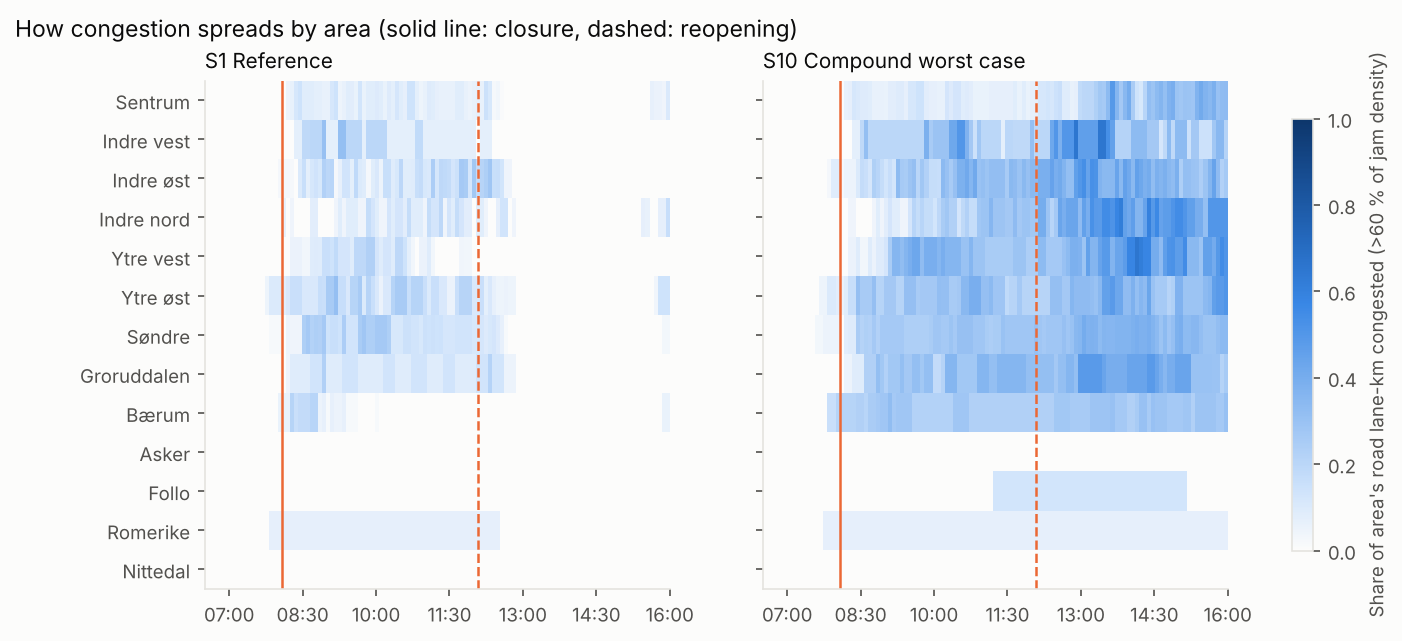 How congestion spreads by area (solid line: closure, dashed: reopening)
S1 Reference
S10 Compound worst case
Sentrum
Indre vest
Indre øst
Indre nord
Ytre vest
Ytre øst
Søndre
Groruddalen
Bærum
Asker
Follo
Romerike
Nittedal
07:00 08:30 10:00 11:30 13:00 14:30 16:00
07:00 08:30 10:00 11:30 13:00 14:30 16:00
1.0
0.8
0.6
0.4
0.2
0.0
Share of area's road lane-km congested (>60 % of jam density)